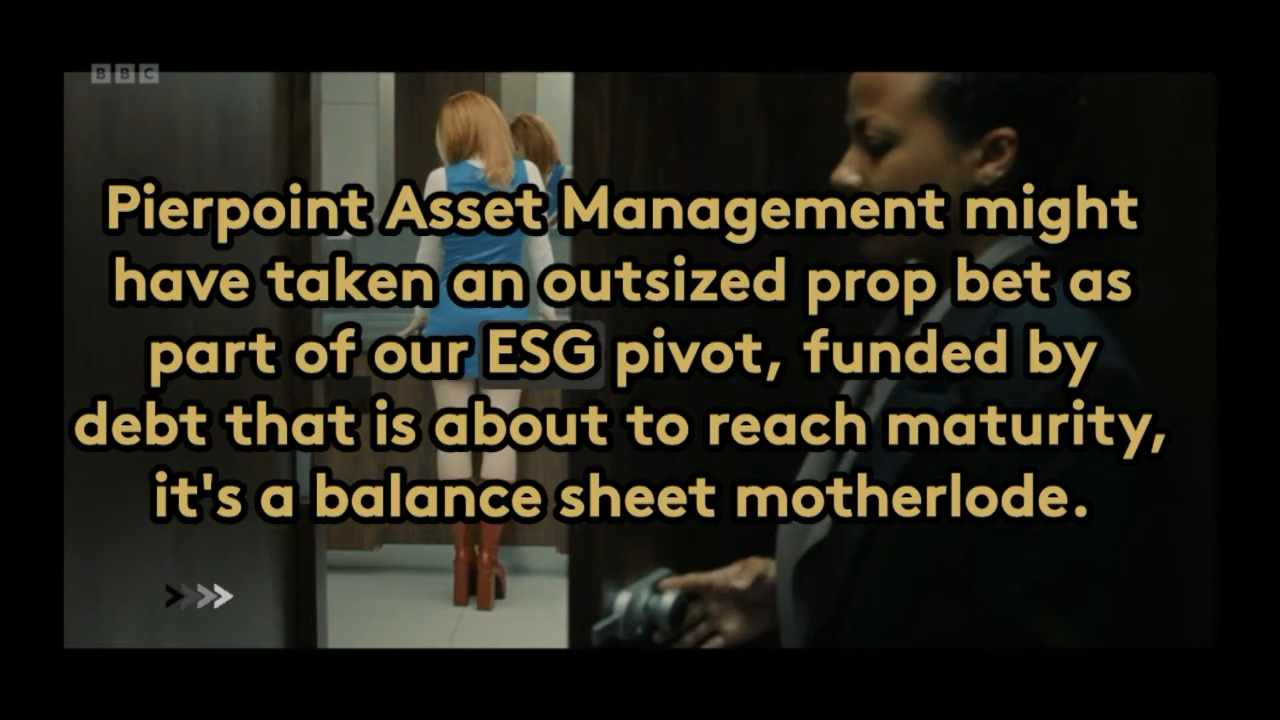 BBC
Pierpoint Asset Management might
have taken an outsized prop bet as
part of our ESG pivot, funded by
debt that is about to reach maturity,
it's a balance sheet motherlode.